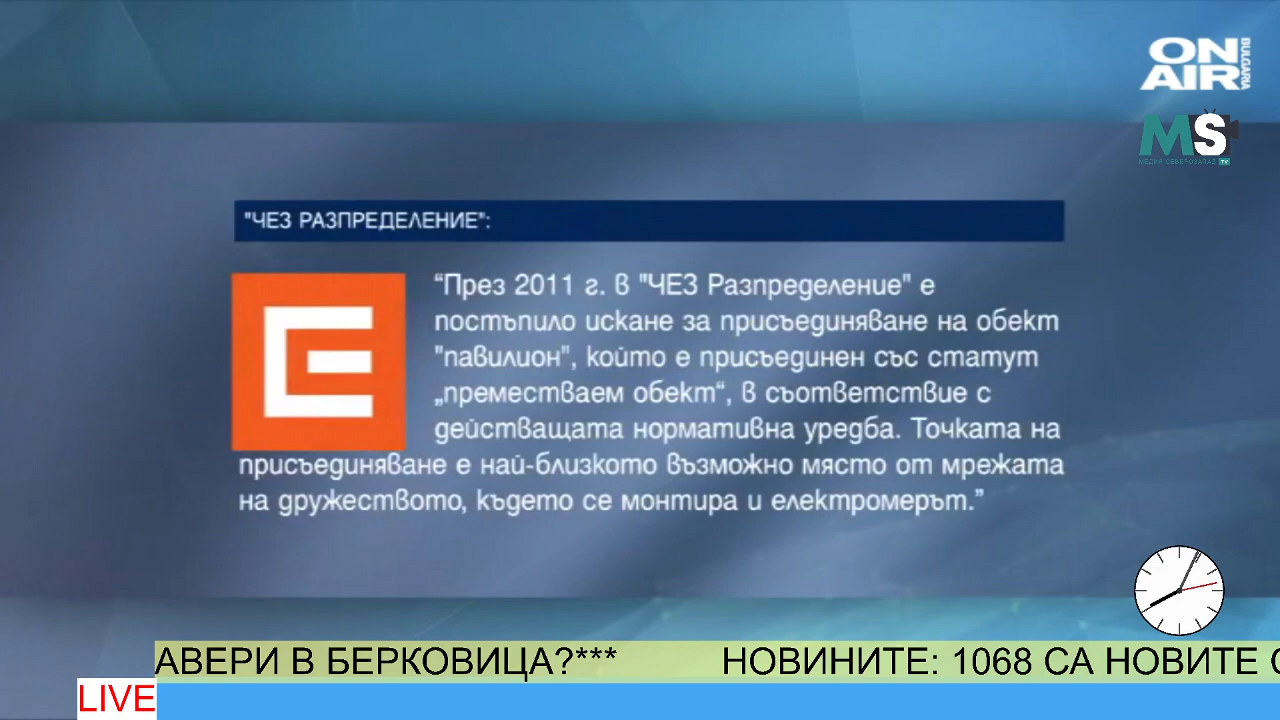 ON
AIR
BULGARIA
MS
МЕДИЯ СЕВЕРОЗАПАД TV
"ЧЕЗ РАЗПРЕДЕЛЕНИЕ":
“През 2011 г. в "ЧЕЗ Разпределение" е
постъпило искане за присъединяване на обект
"павилион", който е присъединен със статут
„преместваем обект“, в съответствие с
действащата нормативна уредба. Точката на
присъединяване е най-близкото възможно място от мрежата
на дружеството, където се монтира и електромерът.”
АВЕРИ В БЕРКОВИЦА?*** НОВИНИТЕ: 1068 СА НОВИТЕ
LIVE